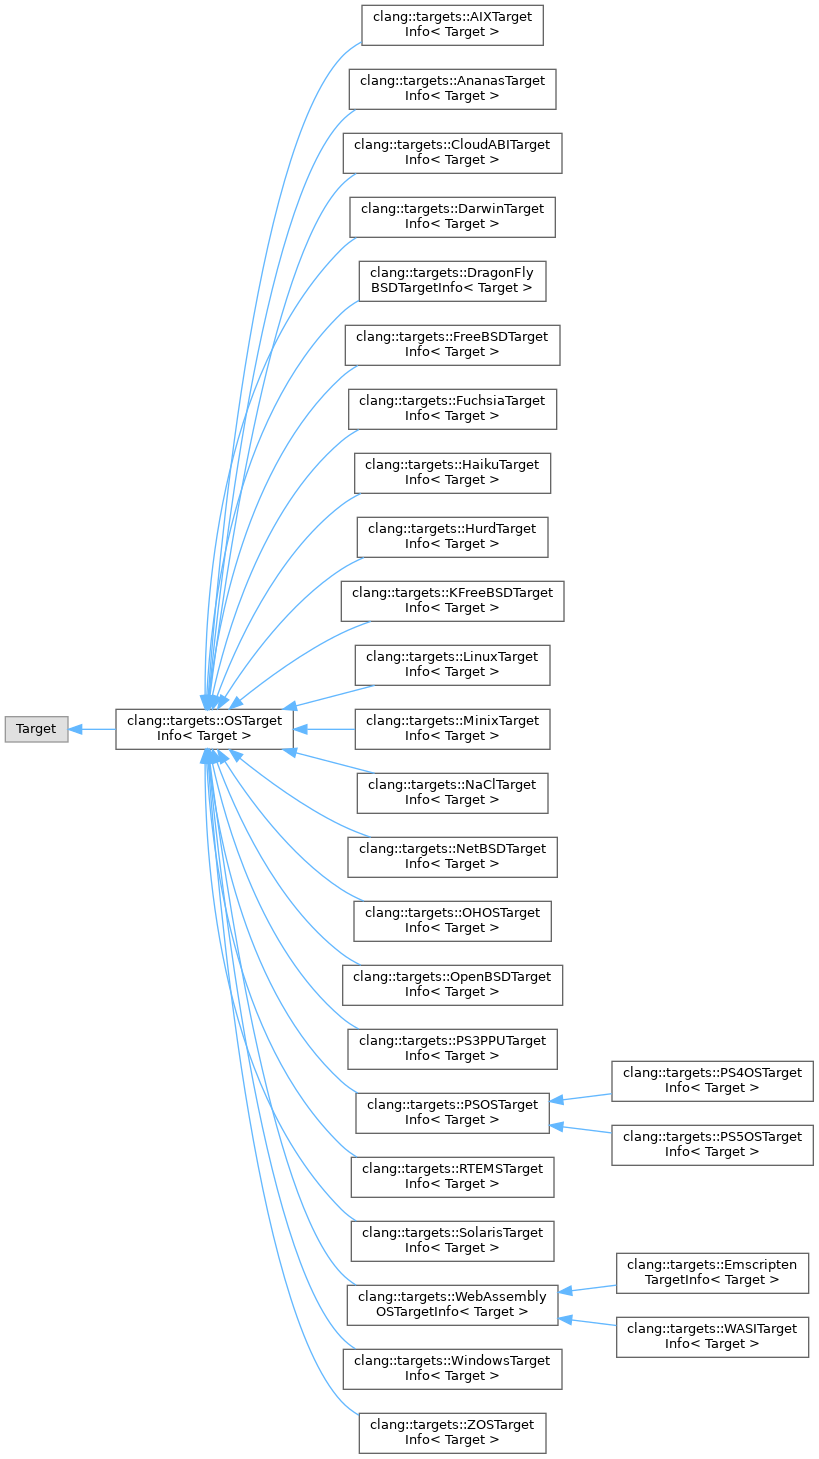 clang::targets::AIXTarget
Info< Target >
clang::targets::AnanasTarget
Info< Target >
clang::targets::CloudABITarget
Info< Target >
clang::targets::DarwinTarget
Info< Target >
clang::targets::DragonFly
BSDTargetInfo< Target >
clang::targets::FreeBSDTarget
Info< Target >
clang::targets::FuchsiaTarget
Info< Target >
clang::targets::HaikuTarget
Info< Target >
clang::targets::HurdTarget
Info< Target >
clang::targets::KFreeBSDTarget
Info< Target >
clang::targets::LinuxTarget
Info< Target >
Target
clang::targets::OSTarget
Info< Target >
clang::targets::MinixTarget
Info< Target >
clang::targets::NaClTarget
Info< Target >
clang::targets::NetBSDTarget
Info< Target >
clang::targets::OHOSTarget
Info< Target >
clang::targets::OpenBSDTarget
Info< Target >
clang::targets::PS3PPUTarget
Info< Target >
clang::targets::PSOSTarget
Info< Target >
clang::targets::PS4OSTarget
Info< Target >
clang::targets::PS5OSTarget
Info< Target >
clang::targets::RTEMSTarget
Info< Target >
clang::targets::SolarisTarget
Info< Target >
clang::targets::WebAssembly
OSTargetInfo< Target >
clang::targets::Emscripten
TargetInfo< Target >
clang::targets::WASITarget
Info< Target >
clang::targets::WindowsTarget
Info< Target >
clang::targets::ZOSTarget
Info< Target >